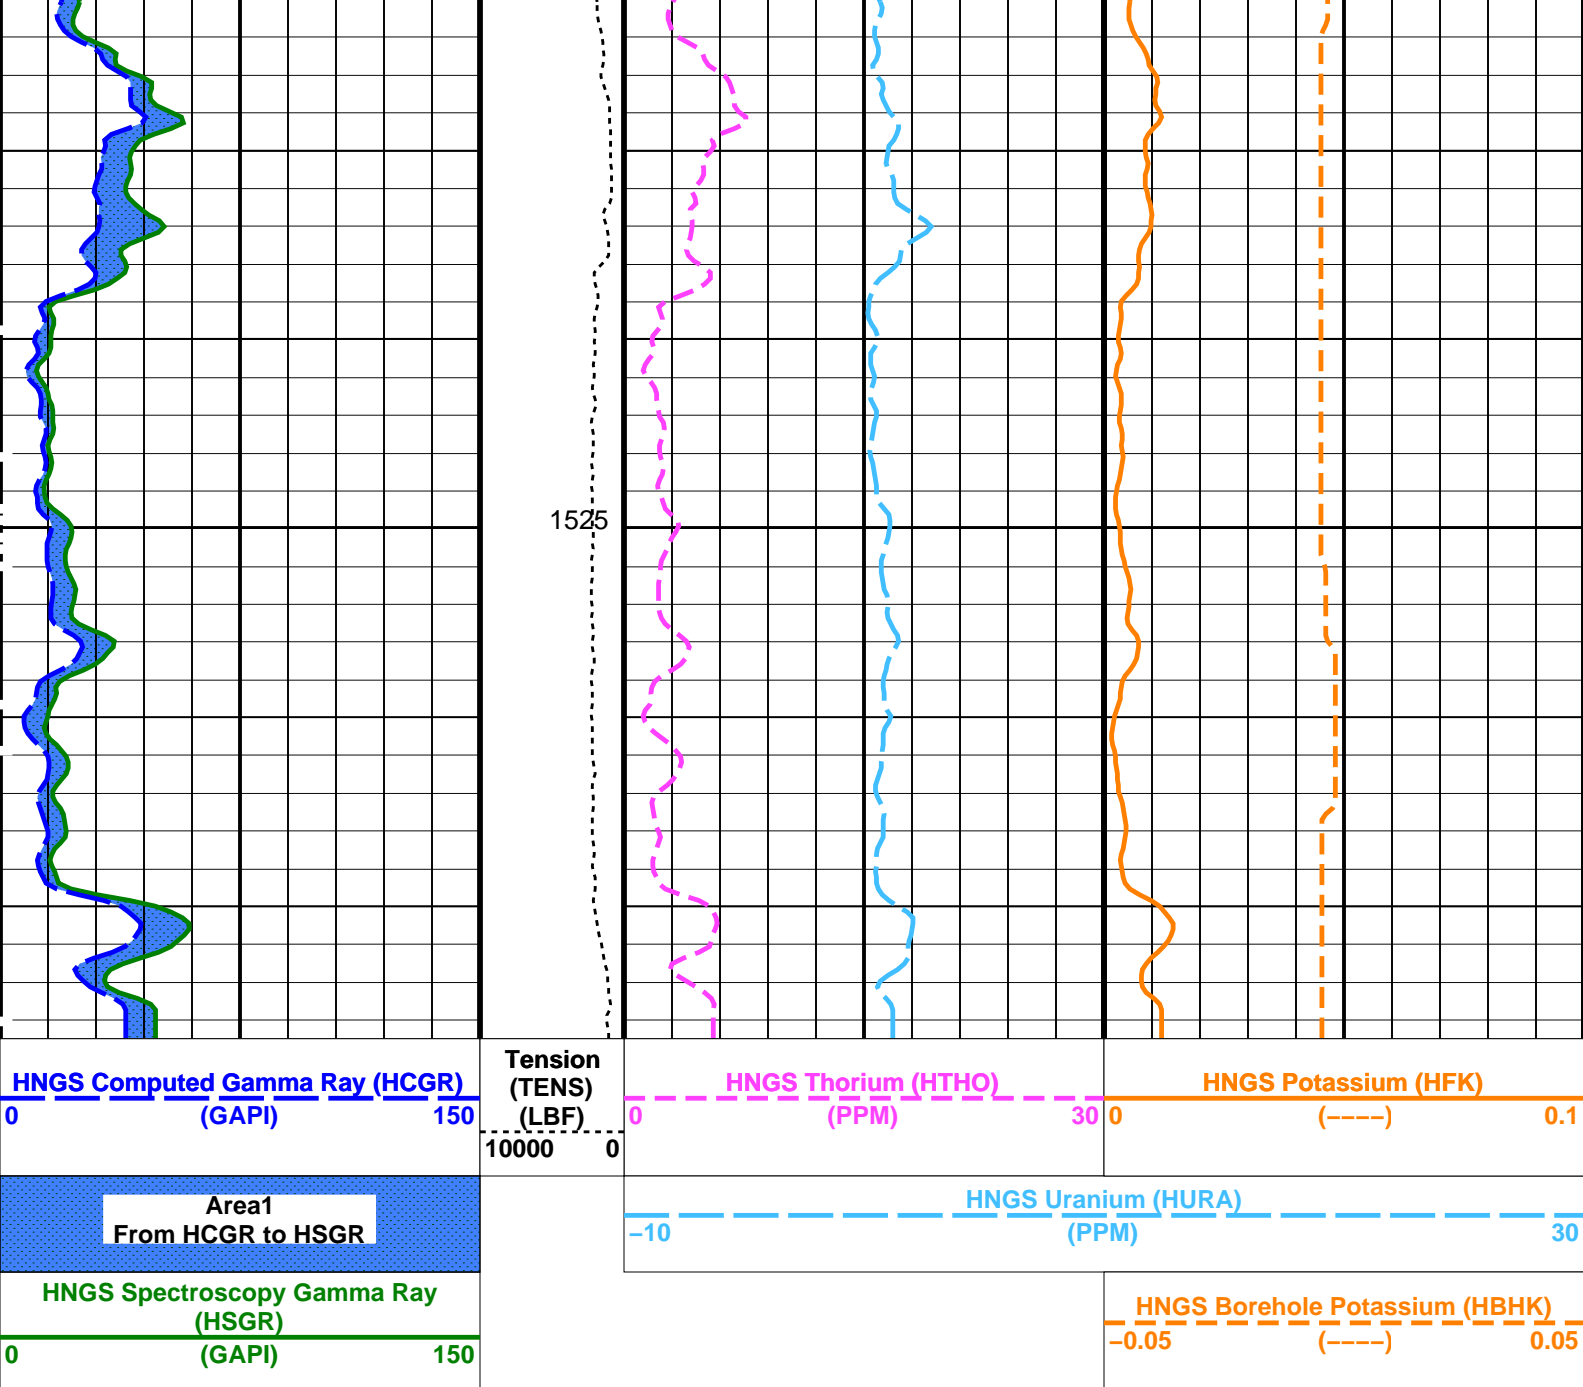 1525
HNGS Computed Gamma Ray (HCGR)
0 (GAPI) 150
Tension
(TENS)
(LBF)
10000 0
HNGS Thorium (HTHO)
0 (PPM) 30
HNGS Potassium (HFK)
0 (----) 0.1
Area1
From HCGR to HSGR
HNGS Uranium (HURA)
−10 (PPM) 30
HNGS Spectroscopy Gamma Ray
(HSGR)
0 (GAPI) 150
HNGS Borehole Potassium (HBHK)
−0.05 (----) 0.05